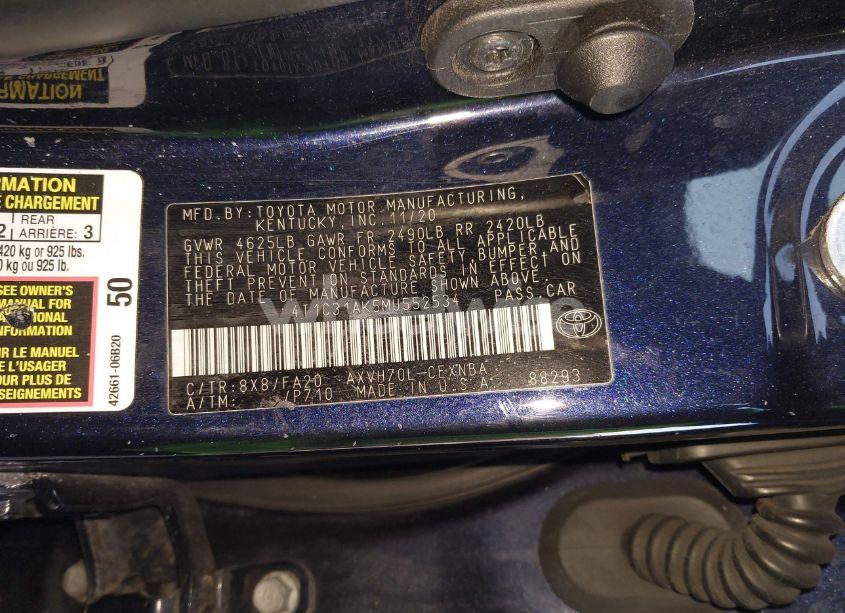 MFD. BY: TOYOTA MOTOR MANUFACTURING,
KENTUCKY, INC. 11/20
GVWR 4625LB GAWR FR 2490LB RR 2420LB
THIS VEHICLE CONFORMS TO ALL APPLICABLE
FEDERAL MOTOR VEHICLE SAFETY, BUMPER AND
THEFT PREVENTION STANDARDS IN EFFECT ON
THE DATE OF MANUFACTURE SHOWN ABOVE.
PASS. CAR
C/TR: 8X8/FA20 AXVH70L-CEXNBA
A/TM: /P710 MADE IN U.S.A. 88293
TOYOTA
CHARGEMENT
REAR
2 ARRIÈRE: 3
420 kg or 925 lbs.
kg ou 925 lb.
SEE OWNER'S
MANUAL FOR
INFORMATION
LE MANUEL
DE L'USAGER
POUR PLUS DE
RENSEIGNEMENTS
50
42661-06B20